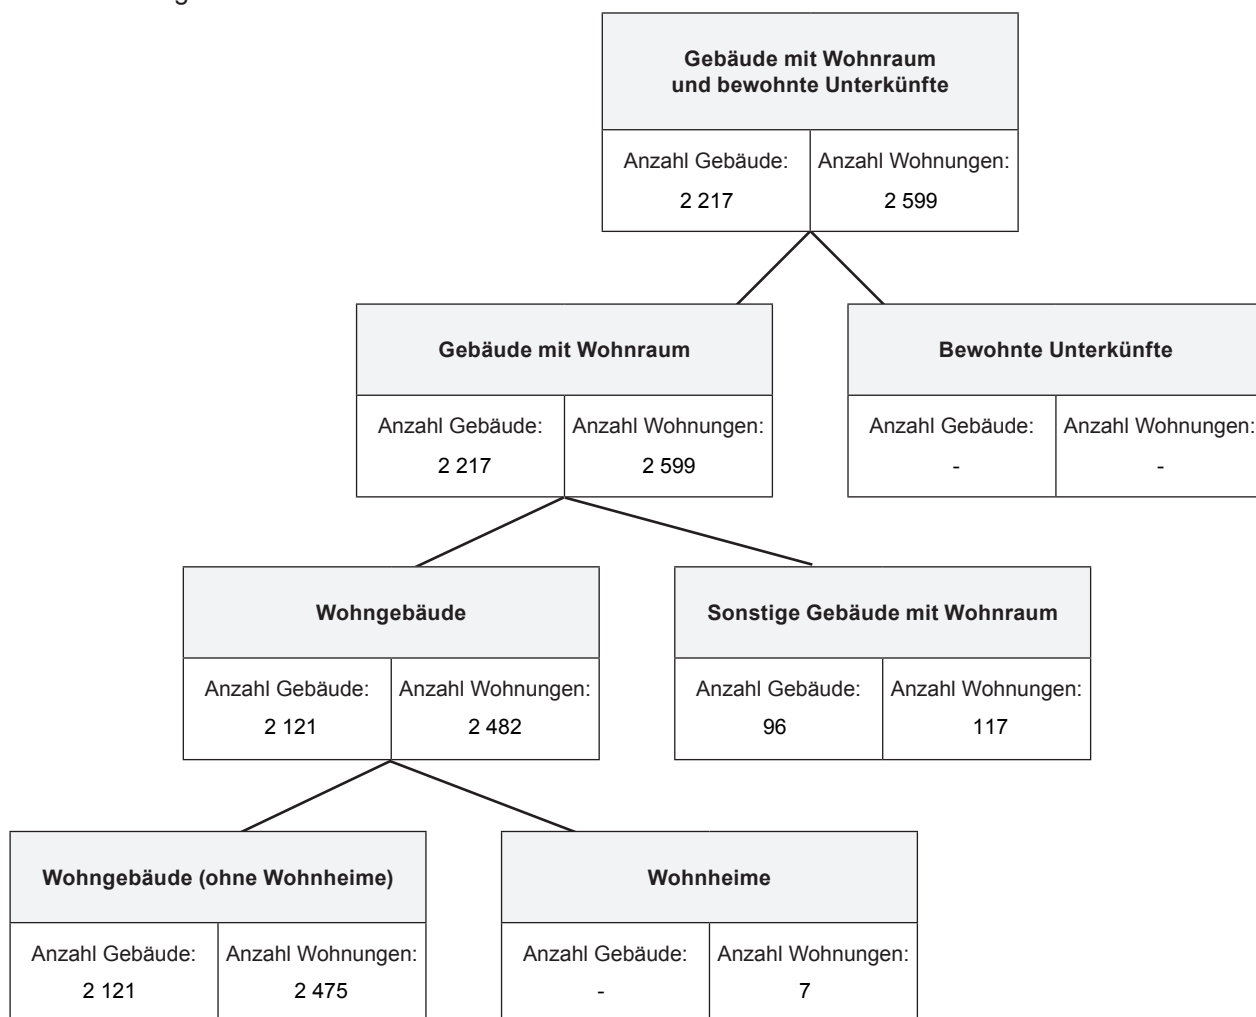 Gebäude mit Wohnraum
und bewohnte Unterkünfte
Anzahl Gebäude: Anzahl Wohnungen:
2 217 2 599
Gebäude mit Wohnraum
Anzahl Gebäude: Anzahl Wohnungen:
2 217 2 599
Bewohnte Unterkünfte
Anzahl Gebäude: Anzahl Wohnungen:
- -
Wohngebäude
Anzahl Gebäude: Anzahl Wohnungen:
2 121 2 482
Sonstige Gebäude mit Wohnraum
Anzahl Gebäude: Anzahl Wohnungen:
96 117
Wohngebäude (ohne Wohnheime)
Anzahl Gebäude: Anzahl Wohnungen:
2 121 2 475
Wohnheime
Anzahl Gebäude: Anzahl Wohnungen:
- 7